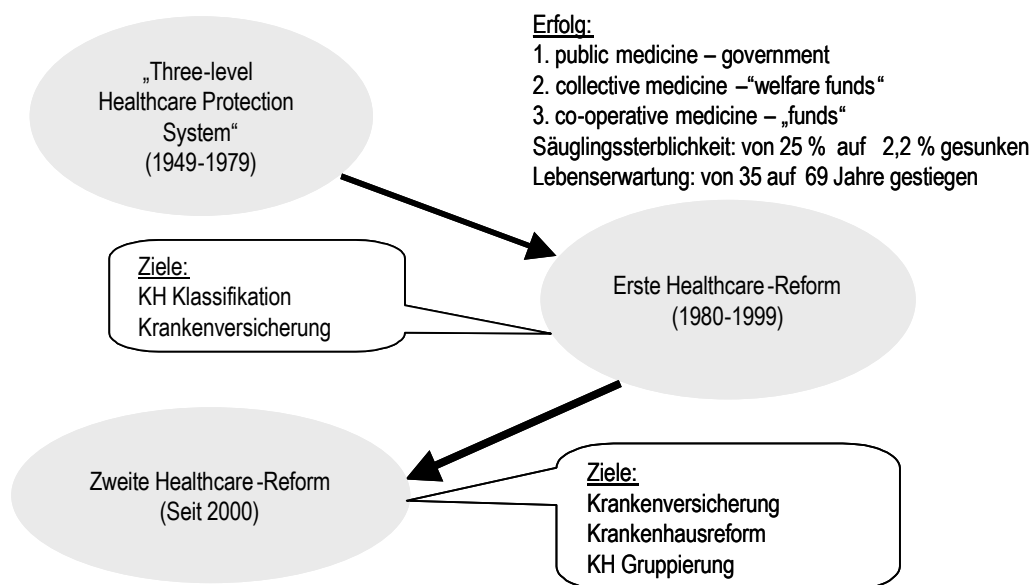 „Three-level
Healthcare Protection
System“
(1949-1979)
Erfolg:
1. public medicine – government
2. collective medicine –“welfare funds“
3. co-operative medicine – „funds“
Säuglingssterblichkeit: von 25 % auf 2,2 % gesunken
Lebenserwartung: von 35 auf 69 Jahre gestiegen
Ziele:
KH Klassifikation
Krankenversicherung
Erste Healthcare-Reform
(1980-1999)
Zweite Healthcare-Reform
(Seit 2000)
Ziele:
Krankenversicherung
Krankenhausreform
KH Gruppierung